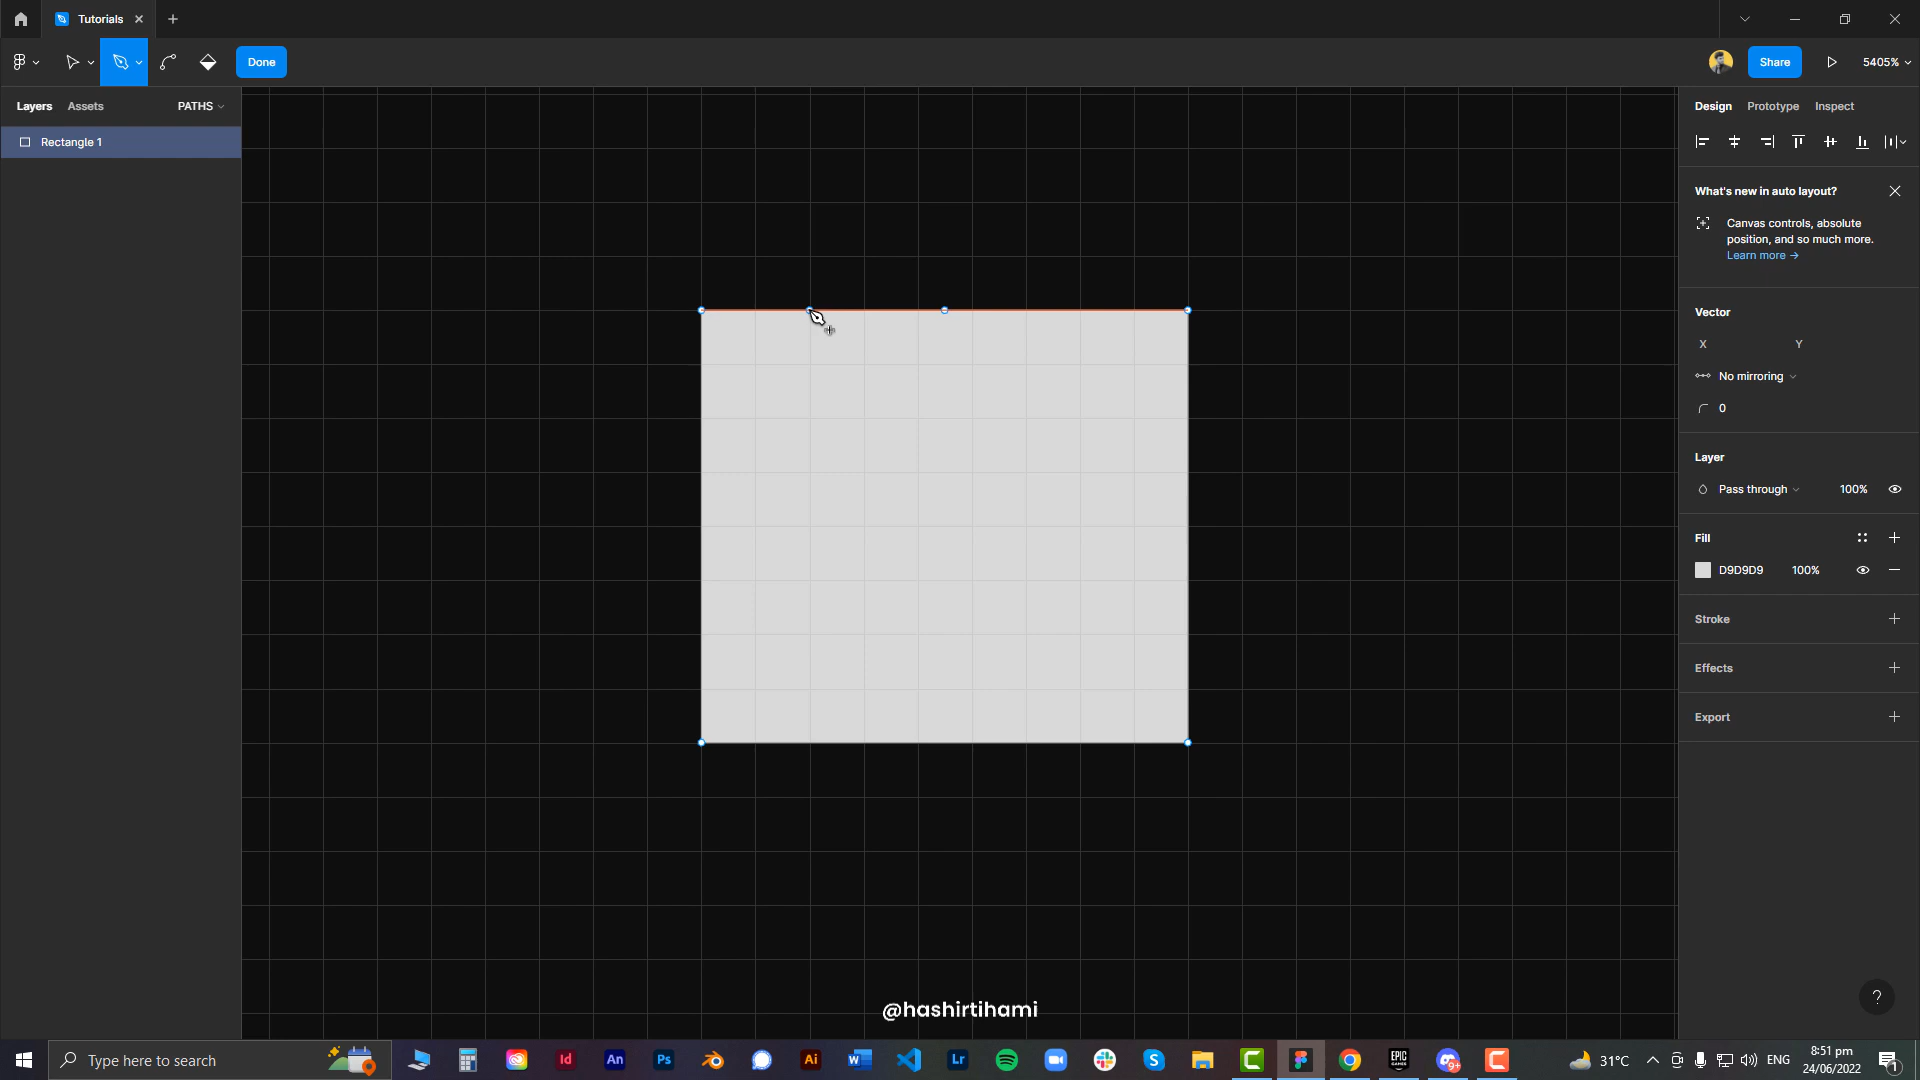 Tutorials
Done
Share
5405%
Layers
Assets
PATHS
Design
Prototype
Inspect
Rectangle 1
What's new in auto layout?
Canvas controls, absolute
position, and so much more.
Learn more →
Vector
X
Y
No mirroring
0
Layer
Pass through
100%
Fill
D9D9D9
100%
Stroke
Effects
Export
?
@hashirtihami
Type here to search
Id
An
Ps
Ai
W
Lr
S
EPIC
GAMES
9+
31°C
ENG
8:51 pm
24/06/2022
1